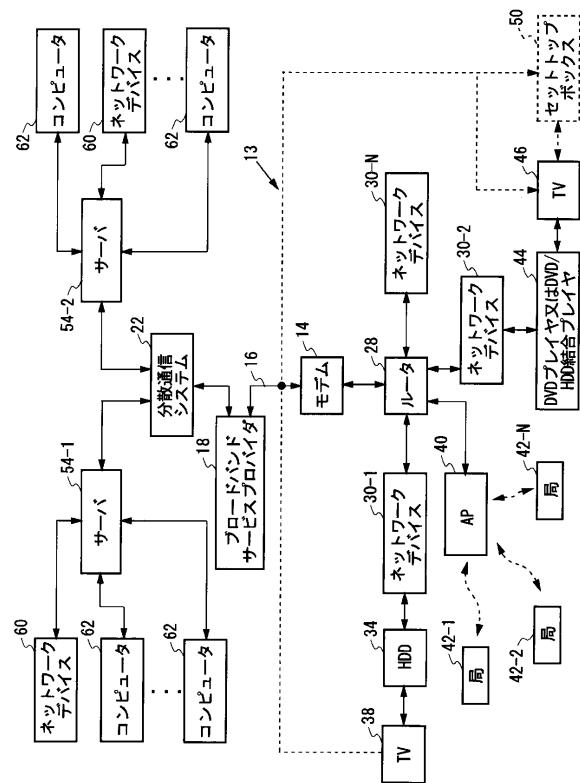 62
コンピュータ
60
ネットワーク
デバイス
62
コンピュータ
サーバ
54-2
22
分散通信
システム
54-1
サーバ
18
ブロードバンド
サービスプロバイダ
60
ネットワーク
デバイス
62
コンピュータ
62
コンピュータ
13
16
14
モデム
28
ルータ
30-N
ネットワーク
デバイス
30-2
ネットワーク
デバイス
30-1
ネットワーク
デバイス
34
HDD
38
TV
40
AP
42-1
局
42-2
局
42-N
局
44
DVDプレイヤ又はDVD/
HDD結合プレイヤ
46
TV
50
セットトップ
ボックス